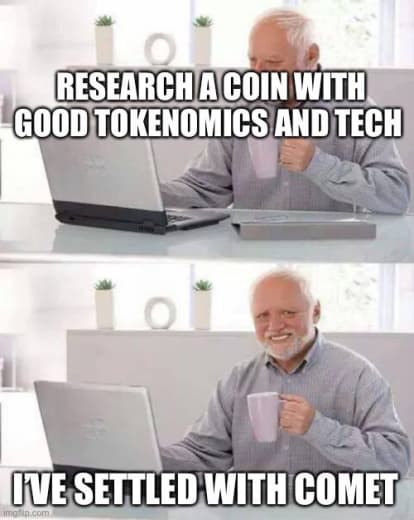 RESEARCH A COIN WITH
GOOD TOKENOMICS AND TECH
I'VE SETTLED WITH COMET
imgflip.com